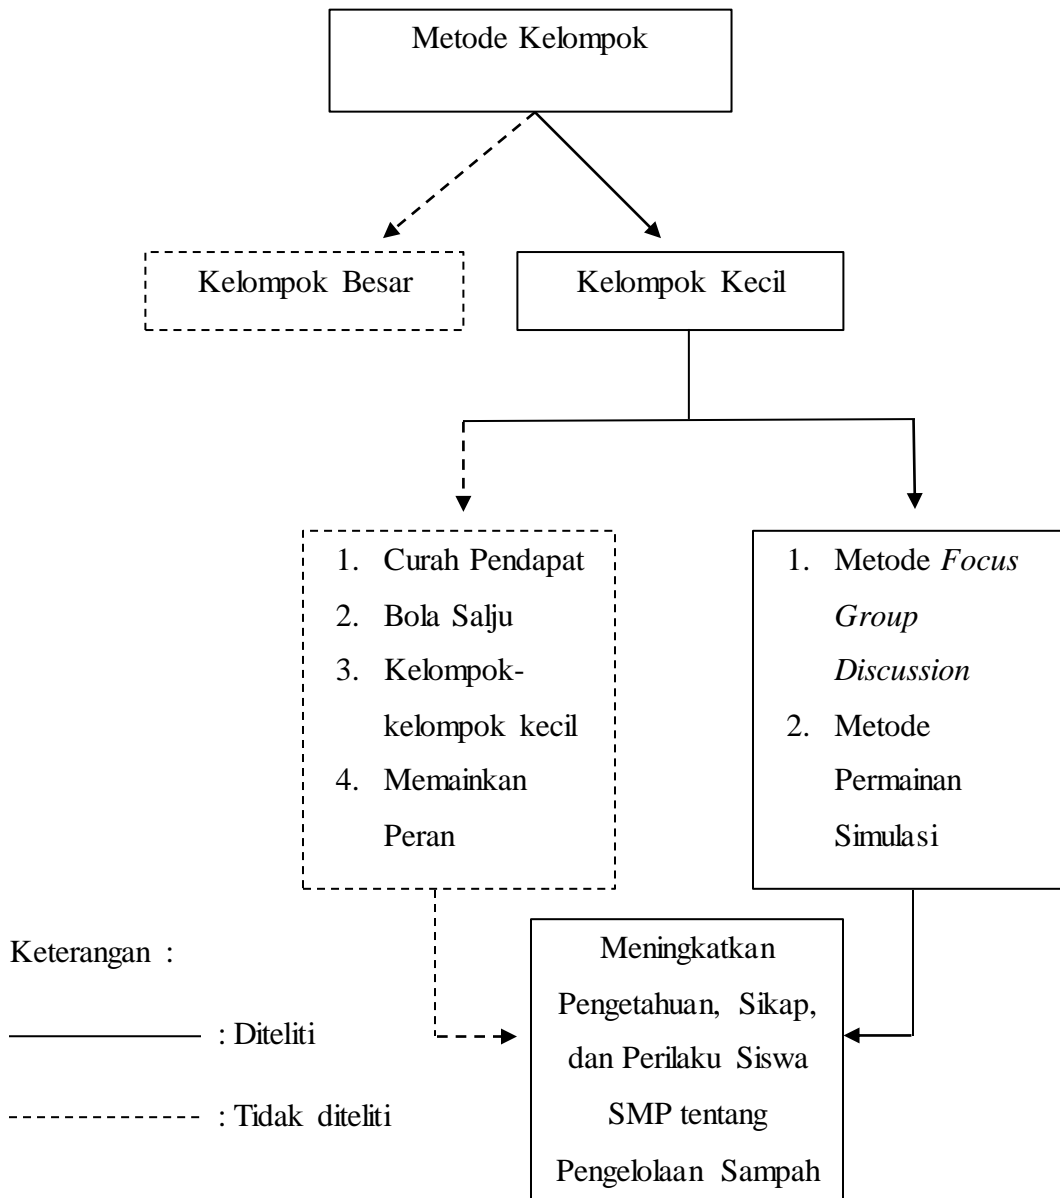 Metode Kelompok
Kelompok Besar
Kelompok Kecil
1. Curah Pendapat
2. Bola Salju
3. Kelompok-
kelompok kecil
4. Memainkan
Peran
1. Metode Focus
Group
Discussion
2. Metode
Permainan
Simulasi
Keterangan :
: Diteliti
: Tidak diteliti
Meningkatkan
Pengetahuan, Sikap,
dan Perilaku Siswa
SMP tentang
Pengelolaan Sampah